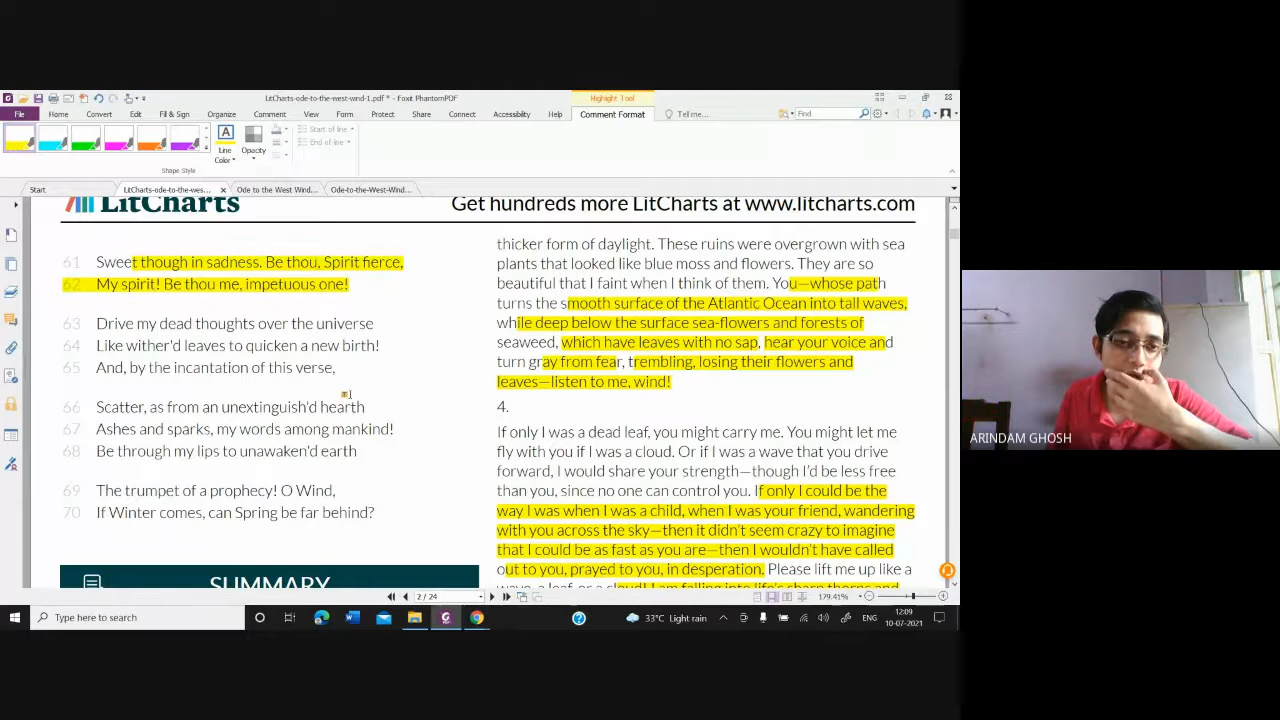 LitCharts-ode-to-the-west-wnd-1.pdf * - Foxit PhantomPDF
Highlight Tool
File Home Convert Edit Fill & Sign Organize Comment View Form Protect Share Connect Accessibility Help Comment Format Tell me... Find
Line Color Opacity
Start of line
End of line
Shape Style
Start LitCharts-ode-to-the-wes... Ode to the West Wind... Ode-to-the-West-Wind...
LitCharts
Get hundreds more LitCharts at www.litcharts.com
61 Sweet though in sadness. Be thou, Spirit fierce,
62 My spirit! Be thou me, impetuous one!
63 Drive my dead thoughts over the universe
64 Like wither'd leaves to quicken a new birth!
65 And, by the incantation of this verse,
66 Scatter, as from an unextinguish'd hearth
67 Ashes and sparks, my words among mankind!
68 Be through my lips to unawaken'd earth
69 The trumpet of a prophecy! O Wind,
70 If Winter comes, can Spring be far behind?
SUMMARY
thicker form of daylight. These ruins were overgrown with sea
plants that looked like blue moss and flowers. They are so
beautiful that I faint when I think of them. You—whose path
turns the smooth surface of the Atlantic Ocean into tall waves,
while deep below the surface sea-flowers and forests of
seaweed, which have leaves with no sap, hear your voice and
turn gray from fear, trembling, losing their flowers and
leaves—listen to me, wind!
4.
If only I was a dead leaf, you might carry me. You might let me
fly with you if I was a cloud. Or if I was a wave that you drive
forward, I would share your strength—though I'd be less free
than you, since no one can control you. If only I could be the
way I was when I was a child, when I was your friend, wandering
with you across the sky—then it didn't seem crazy to imagine
that I could be as fast as you are—then I wouldn't have called
out to you, prayed to you, in desperation. Please lift me up like a
wave, a leaf, or a cloud! I am falling into life's sharp thorns and
2 / 24
179.41%
Type here to search
33°C Light rain
ENG
12:09
10-07-2021
ARINDAM GHOSH